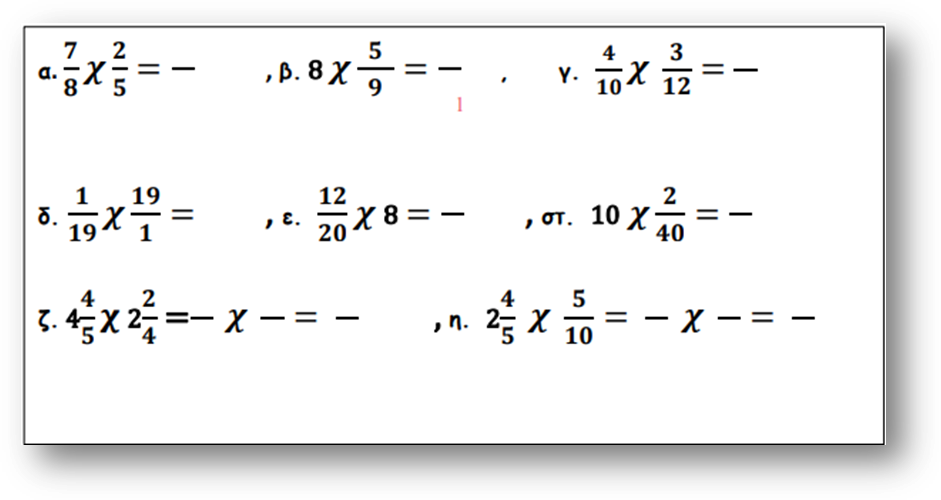 α. 7/8 χ 2/5 = − , β. 8 χ 5/9 = − , γ. 4/10 χ 3/12 = −
1
δ. 1/19 χ 19/1 = , ε. 12/20 χ 8 = − , στ. 10 χ 2/40 = −
ζ. 4 4/5 χ 2 2/4 = − χ − = − , η. 2 4/5 χ 5/10 = − χ − = −